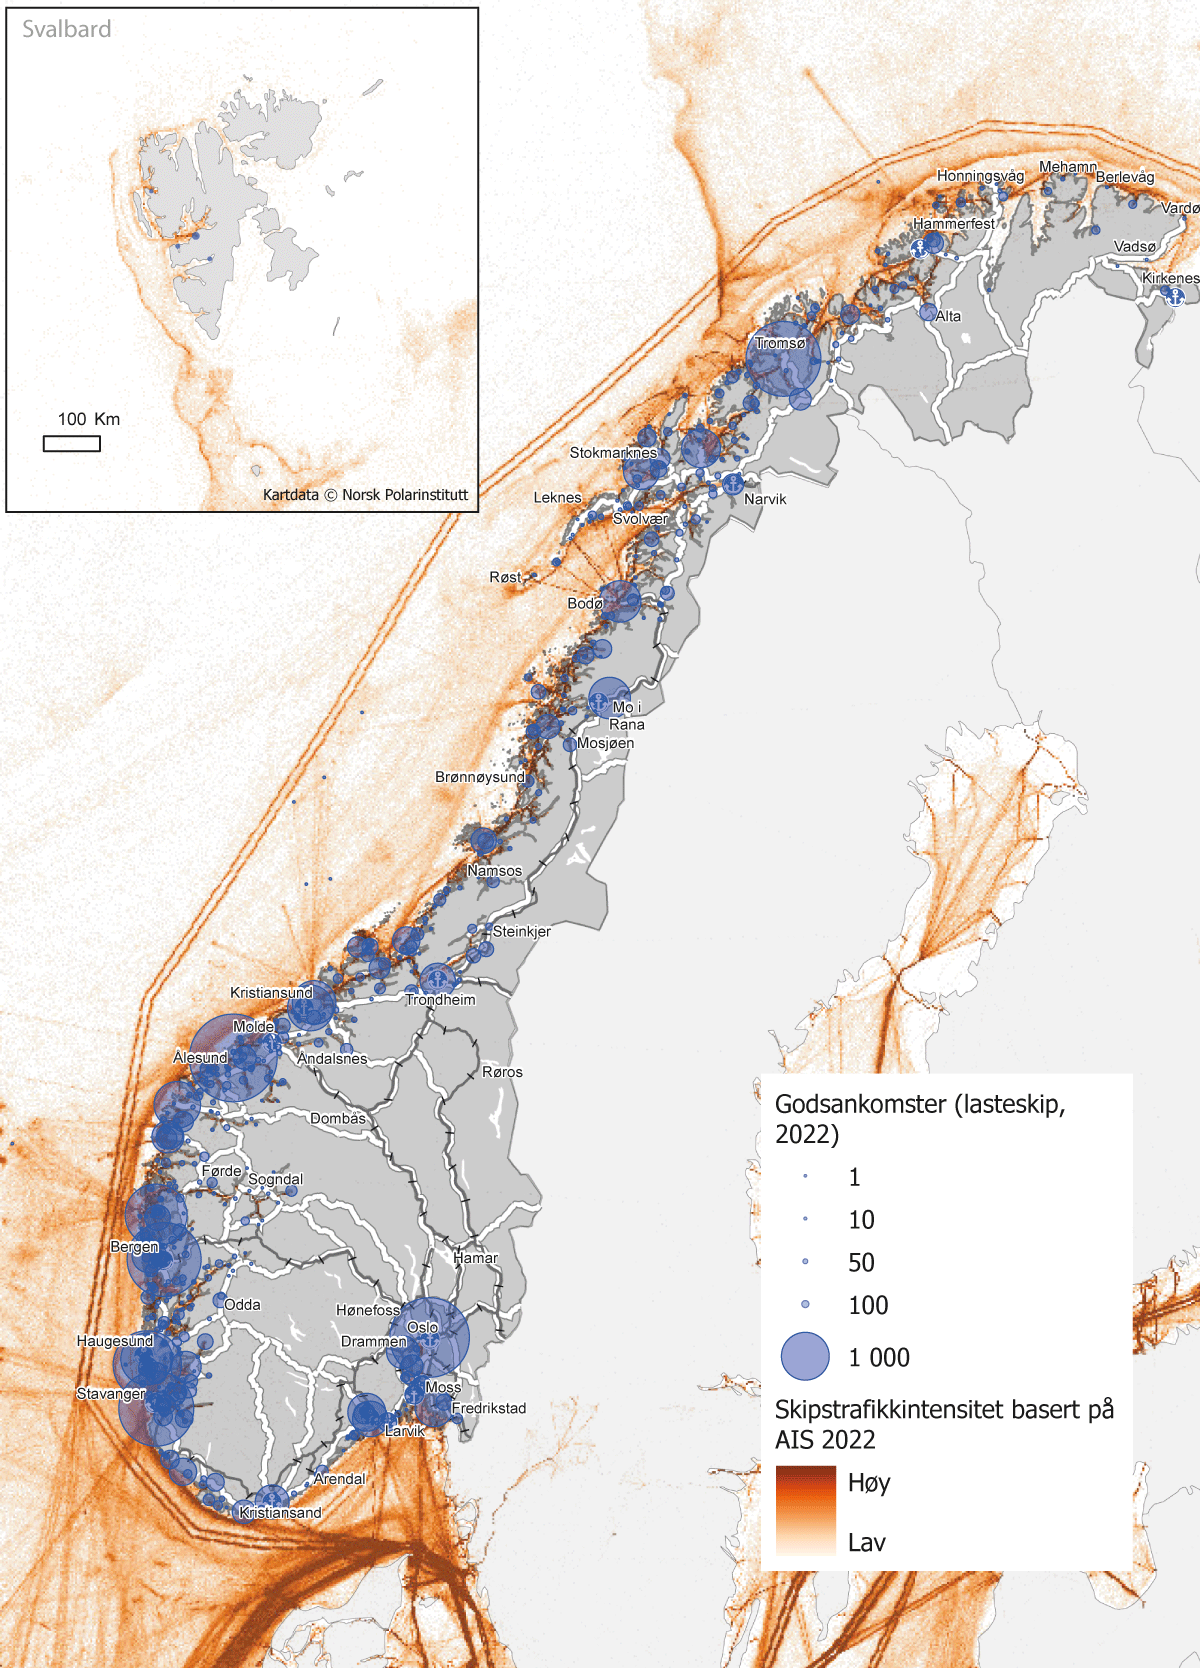 Svalbard
100 Km
Kartdata © Norsk Polarinstitutt
Mehamn
Honningsvåg
Berlevåg
Vardø
Hammerfest
Vadsø
Kirkenes
Alta
Tromsø
Stokmarknes
Leknes
Narvik
Svolvær
Røst
Bodø
Mo i
Rana
Mosjøen
Brønnøysund
Namsos
Steinkjer
Kristiansund
Trondheim
Molde
Ålesund
Åndalsnes
Røros
Dombås
Førde
Sogndal
Bergen
Hamar
Odda
Hønefoss
Oslo
Haugesund
Drammen
Stavanger
Moss
Fredrikstad
Larvik
Arendal
Kristiansand
Godsankomster (lasteskip,
2022)
1
10
50
100
1 000
Skipstrafikkintensitet basert på
AIS 2022
Høy
Lav